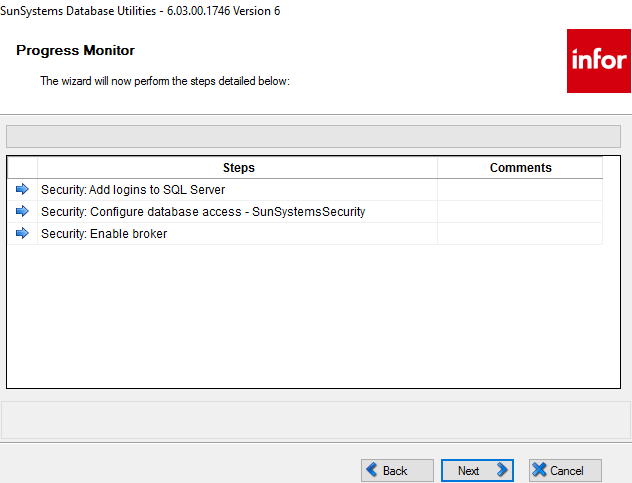 SunSystems Database Utilities - 6.03.00.1746 Version 6
Progress Monitor
The wizard will now perform the steps detailed below:
infor
Steps Comments
Security: Add logins to SQL Server
Security: Configure database access - SunSystemsSecurity
Security: Enable broker
Back Next Cancel